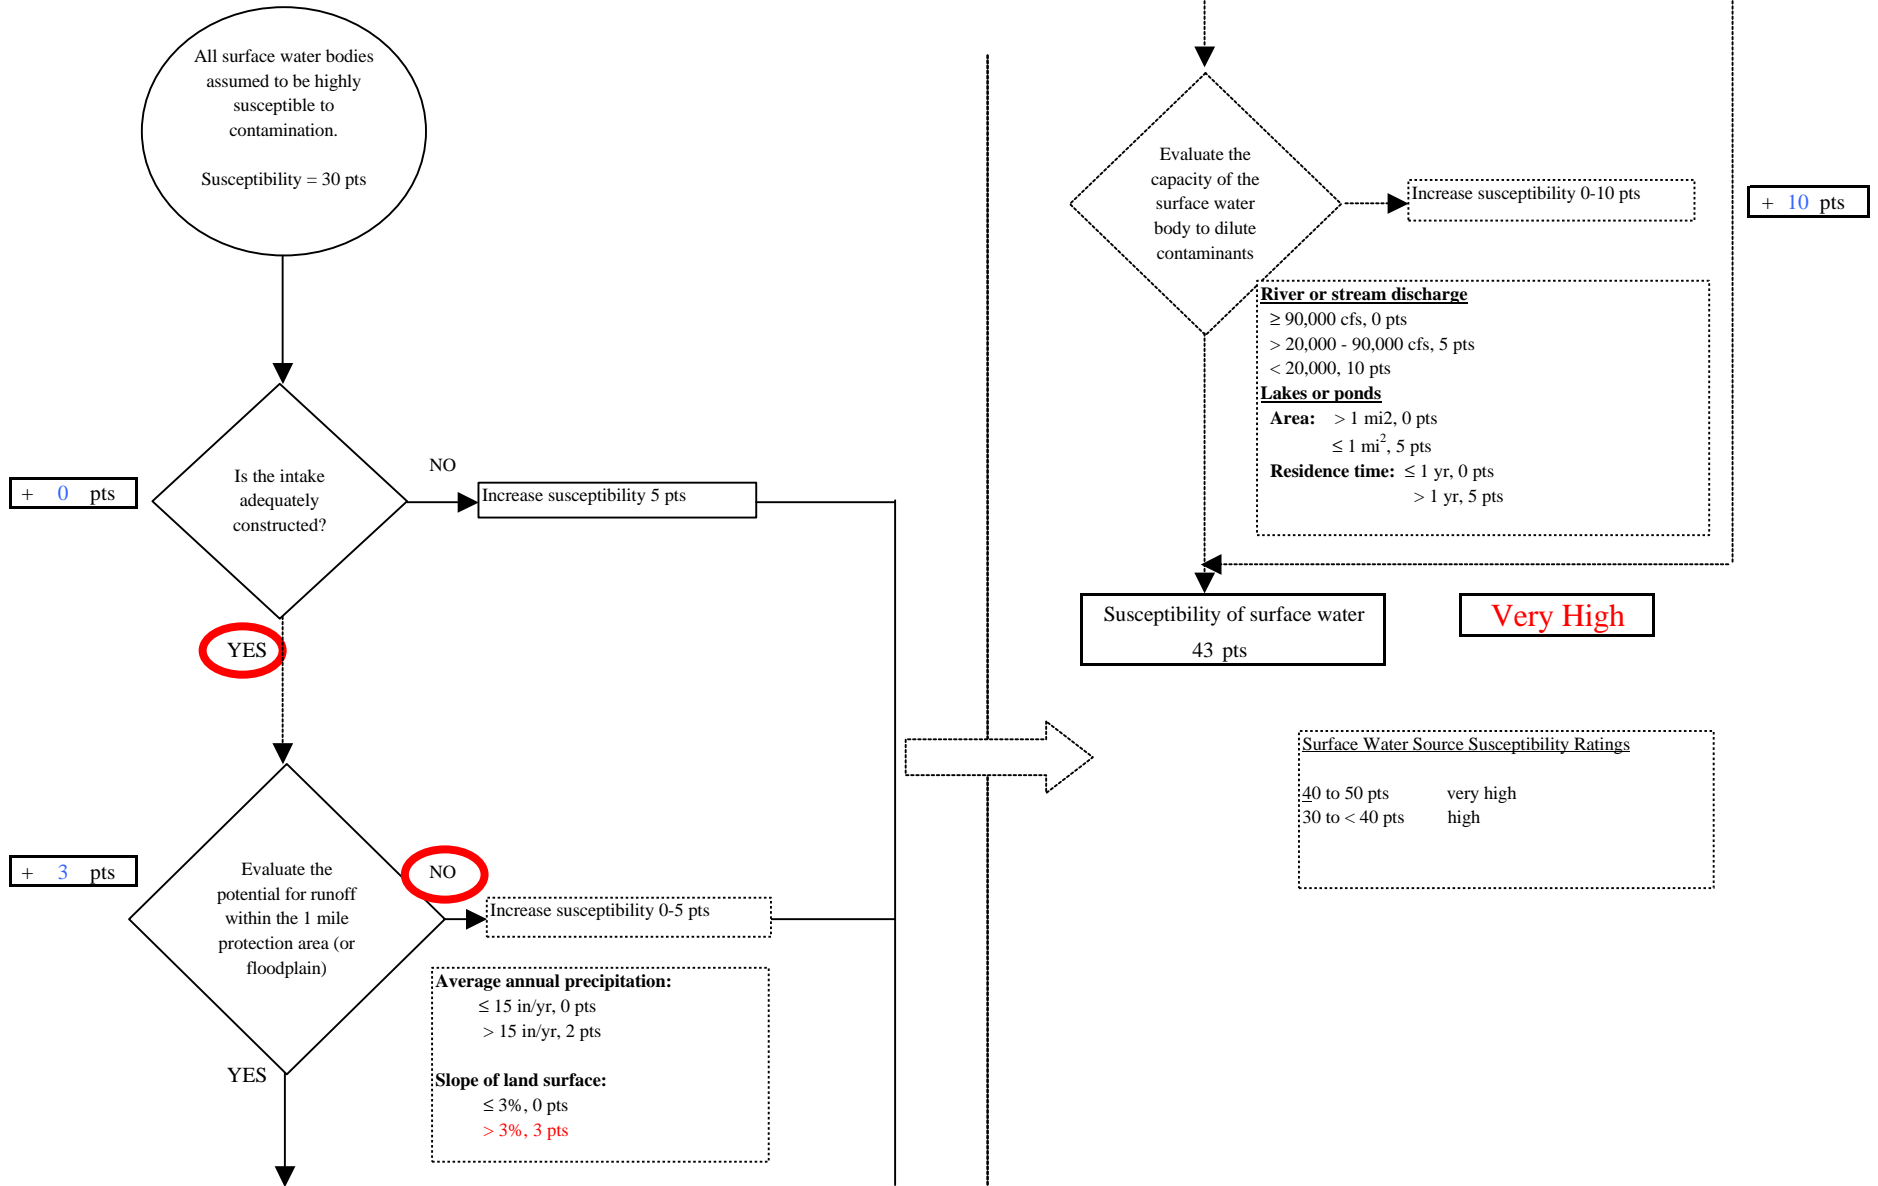 All surface water bodies
assumed to be highly
susceptible to
contamination.
Susceptibility = 30 pts
+ 0 pts
Is the intake
adequately
constructed?
NO
Increase susceptibility 5 pts
YES
+ 3 pts
Evaluate the
potential for runoff
within the 1 mile
protection area (or
floodplain)
NO
Increase susceptibility 0-5 pts
Average annual precipitation:
≤ 15 in/yr, 0 pts
> 15 in/yr, 2 pts
Slope of land surface:
≤ 3%, 0 pts
> 3%, 3 pts
YES
Evaluate the
capacity of the
surface water
body to dilute
contaminants
Increase susceptibility 0-10 pts
+ 10 pts
River or stream discharge
≥ 90,000 cfs, 0 pts
> 20,000 - 90,000 cfs, 5 pts
< 20,000, 10 pts
Lakes or ponds
Area: > 1 mi2, 0 pts
≤ 1 mi², 5 pts
Residence time: ≤ 1 yr, 0 pts
> 1 yr, 5 pts
Susceptibility of surface water
43 pts
Very High
Surface Water Source Susceptibility Ratings
40 to 50 pts very high
30 to < 40 pts high